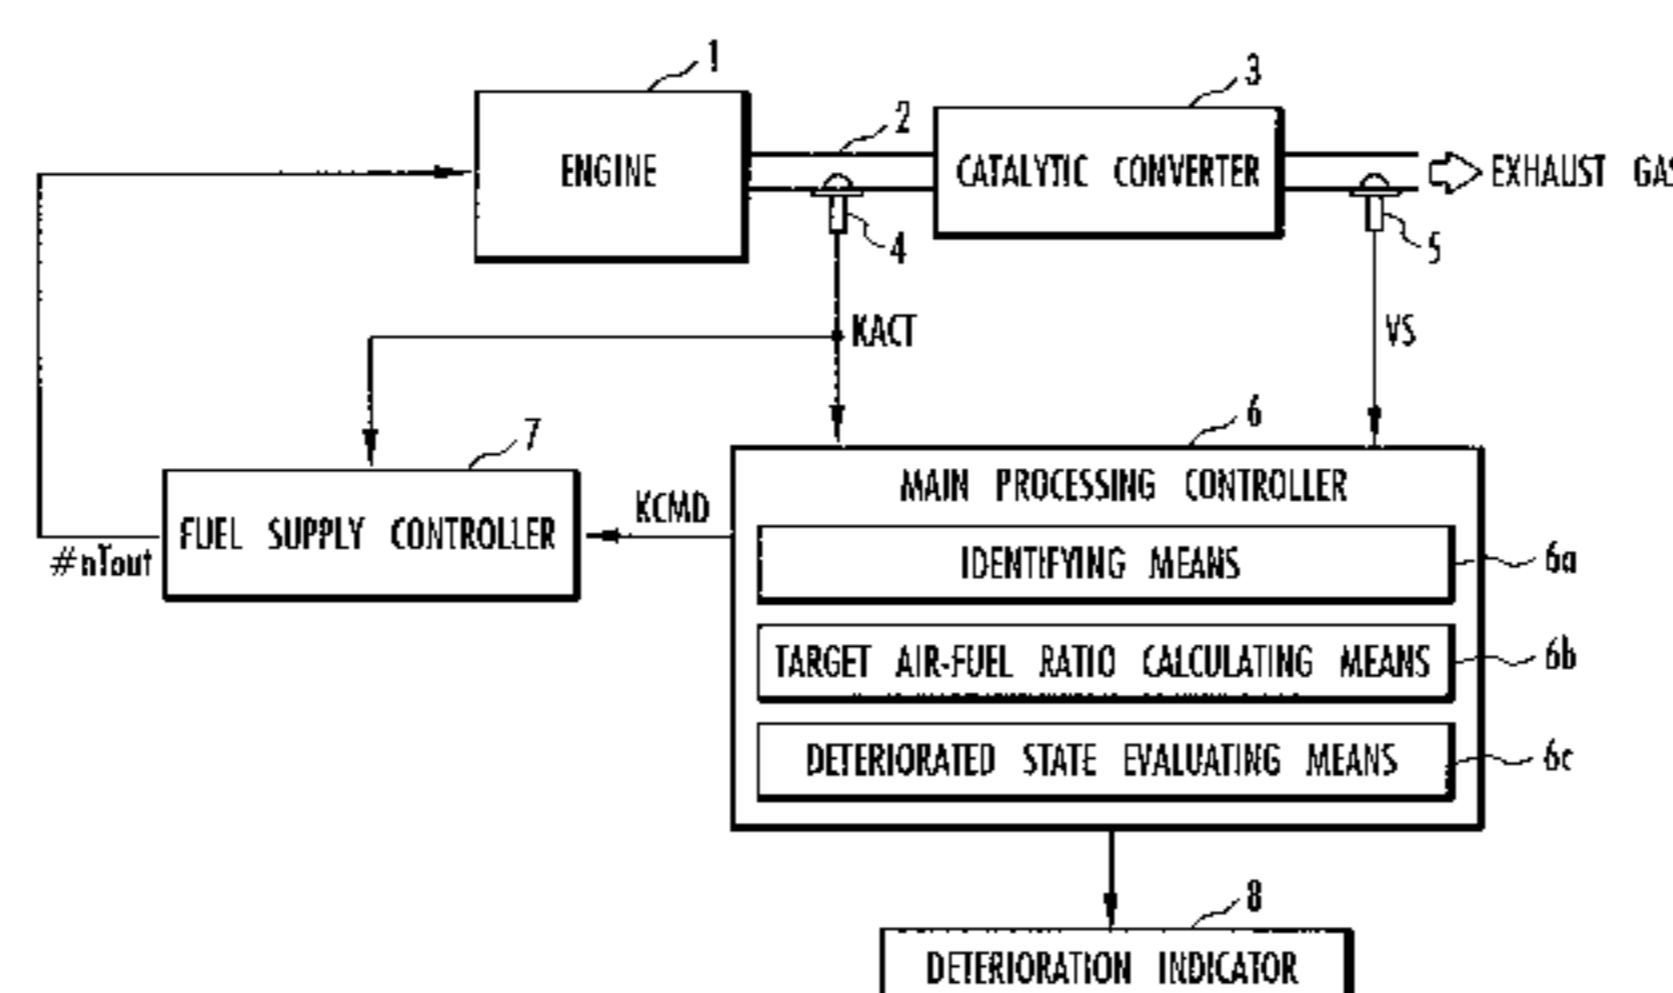 1
3
2
ENGINE
CATALYTIC CONVERTER
EXHAUST GAS
4
5
KACT
VS
7
6
MAIN PROCESSING CONTROLLER
KCMD
FUEL SUPPLY CONTROLLER
#nTout
IDENTIFYING MEANS
6a
TARGET AIR-FUEL RATIO CALCULATING MEANS
6b
DETERIORATED STATE EVALUATING MEANS
6c
8
DETERIORATION INDICATOR